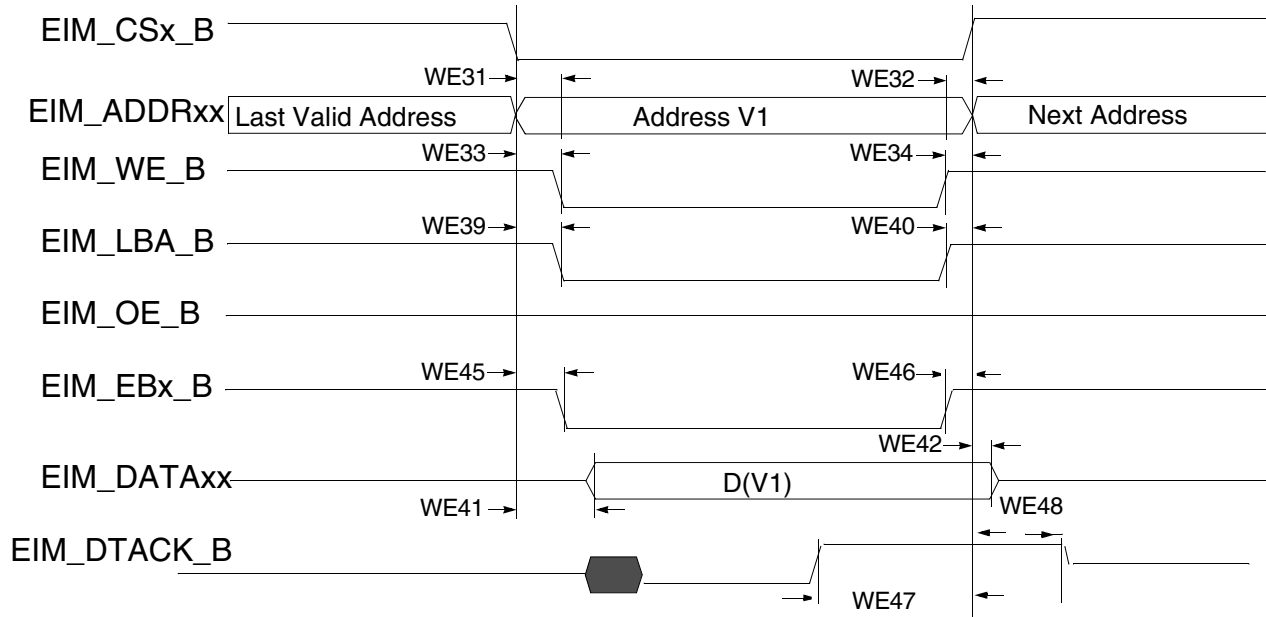 EIM_CSx_B
WE31
WE32
EIM_ADDRxx
Last Valid Address
Address V1
Next Address
WE33
WE34
EIM_WE_B
WE39
WE40
EIM_LBA_B
EIM_OE_B
WE45
WE46
EIM_EBx_B
WE42
EIM_DATAxx
D(V1)
WE41
WE48
EIM_DTACK_B
WE47